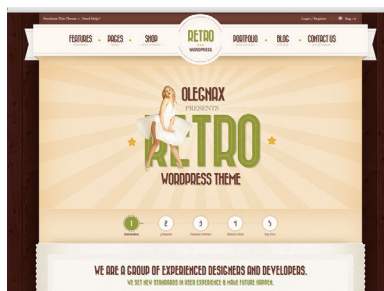 Purchase This Theme Need Help?
Login / Register
Bag
FEATURES PAGES SHOP RETRO WORDPRESS PORTFOLIO BLOG CONTACT US
OLEGNAX
PRESENTS
RETRO
WORDPRESS THEME
1 2 3 4 5
WE ARE A GROUP OF EXPERIENCED DESIGNERS AND DEVELOPERS.
WE SET NEW STANDARDS IN USER EXPERIENCE & MAKE FUTURE HAPPEN.